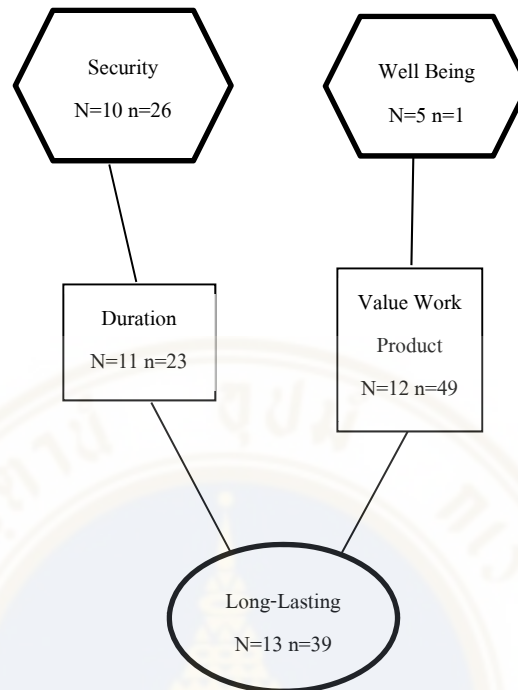 Security
N=10 n=26
Well Being
N=5 n=1
Duration
N=11 n=23
Value Work
Product
N=12 n=49
Long-Lasting
N=13 n=39